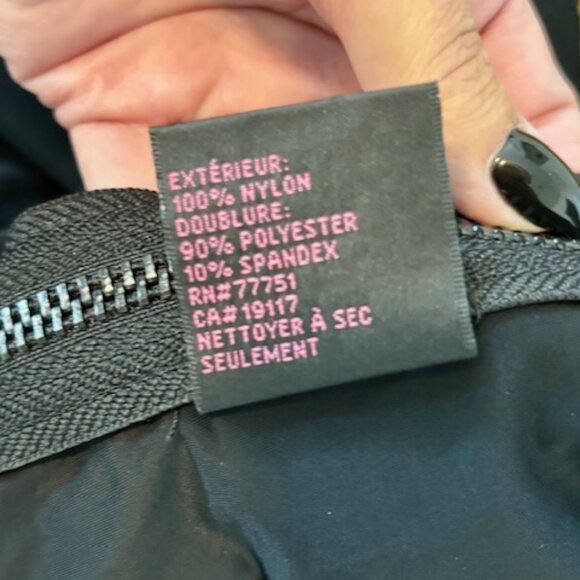 EXTÉRIEUR:
100% NYLON
DOUBLURE:
90% POLYESTER
10% SPANDEX
RN#77751
CA#19117
NETTOYER À SEC
SEULEMENT